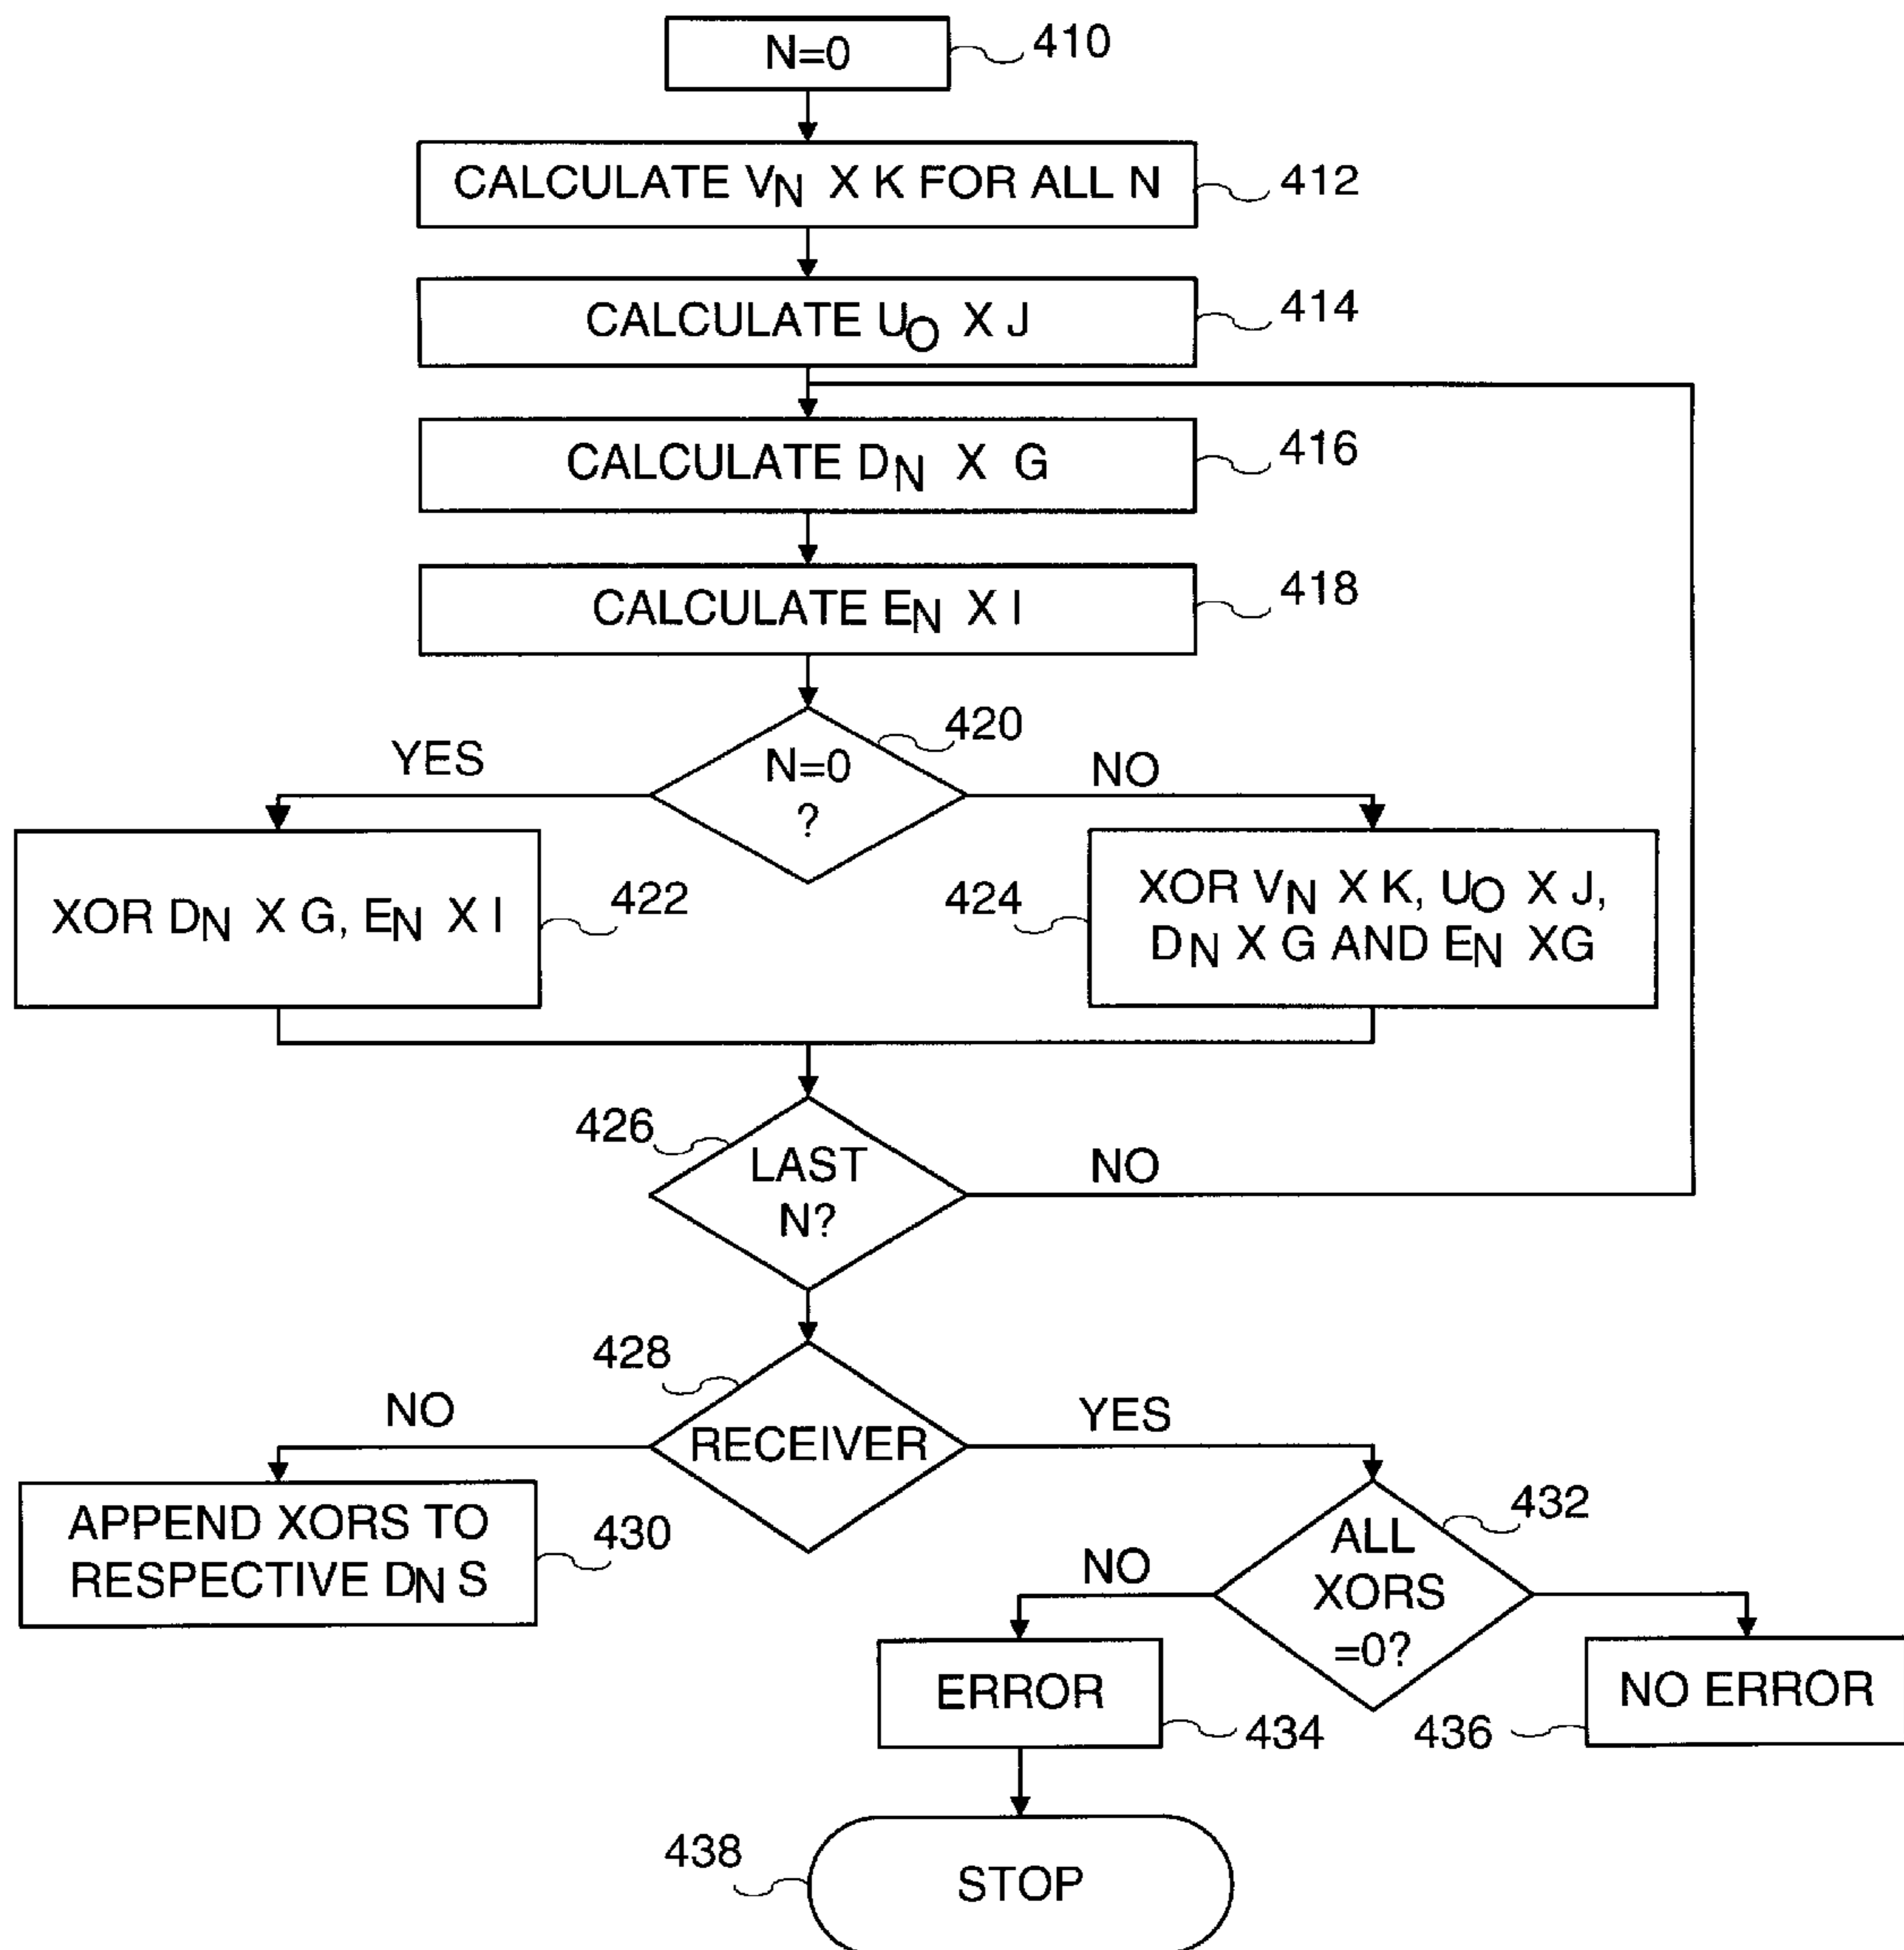 N=0
410
CALCULATE VN X K FOR ALL N
412
CALCULATE UO X J
414
CALCULATE DN X G
416
CALCULATE EN X I
418
420
N=0
?
YES
NO
XOR DN X G, EN X I
422
424
XOR VN X K, UO X J,
DN X G AND EN XG
426
LAST
N?
NO
428
RECEIVER
NO
YES
APPEND XORS TO
RESPECTIVE DN S
430
432
ALL
XORS
=0?
NO
ERROR
434
436
NO ERROR
438
STOP